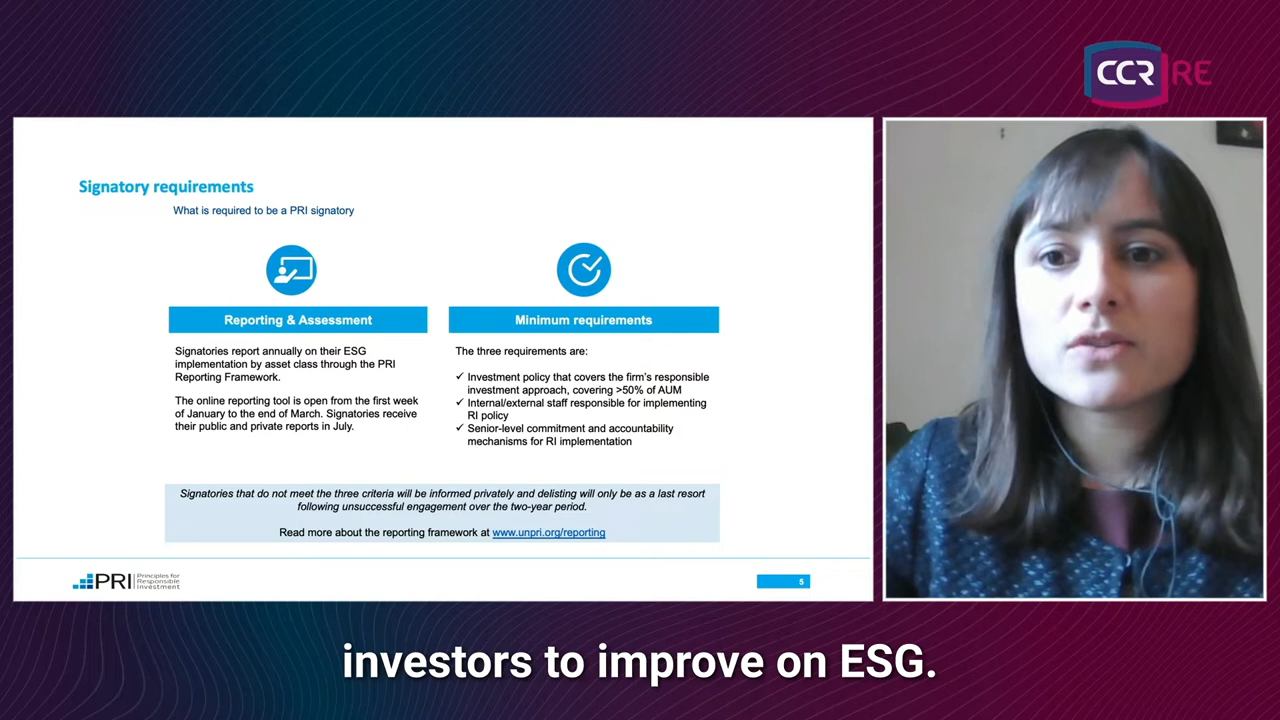 CCR RE
Signatory requirements
What is required to be a PRI signatory
Reporting & Assessment
Signatories report annually on their ESG
implementation by asset class through the PRI
Reporting Framework.
The online reporting tool is open from the first week
of January to the end of March. Signatories receive
their public and private reports in July.
Minimum requirements
The three requirements are:
✓ Investment policy that covers the firm's responsible
investment approach, covering >50% of AUM
✓ Internal/external staff responsible for implementing
RI policy
✓ Senior-level commitment and accountability
mechanisms for RI implementation
Signatories that do not meet the three criteria will be informed privately and delisting will only be as a last resort
following unsuccessful engagement over the two-year period.
Read more about the reporting framework at www.unpri.org/reporting
PRI
Principles for
Responsible
Investment
5
investors to improve on ESG.